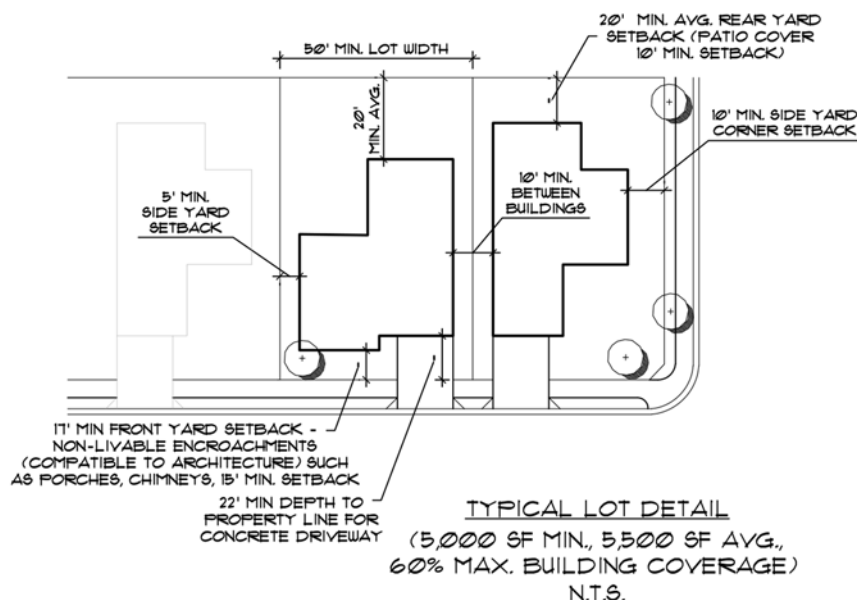 20' MIN. AVG. REAR YARD
SETBACK (PATIO COVER
10' MIN. SETBACK)
50' MIN. LOT WIDTH
20'
MIN. AVG.
10' MIN. SIDE YARD
CORNER SETBACK
5' MIN.
SIDE YARD
SETBACK
10' MIN.
BETWEEN
BUILDINGS
17' MIN FRONT YARD SETBACK -
NON-LIVABLE ENCROACHMENTS
(COMPATIBLE TO ARCHITECTURE) SUCH
AS PORCHES, CHIMNEYS, 15' MIN. SETBACK
22' MIN DEPTH TO
PROPERTY LINE FOR
CONCRETE DRIVEWAY
TYPICAL LOT DETAIL
(5,000 SF MIN., 5,500 SF AVG.,
60% MAX. BUILDING COVERAGE)
N.T.S.